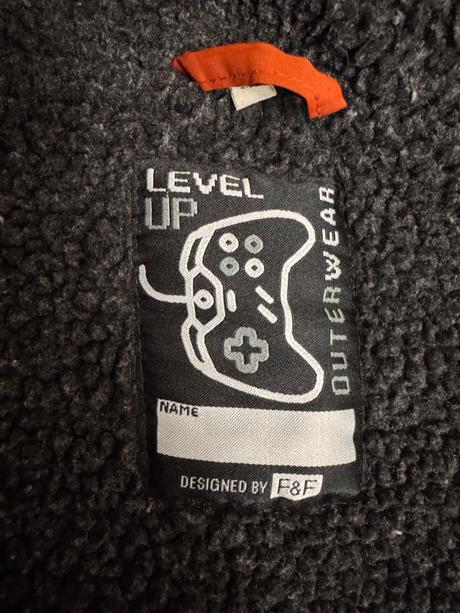 LEVEL
UP
OUTERWEAR
NAME
DESIGNED BY F&F